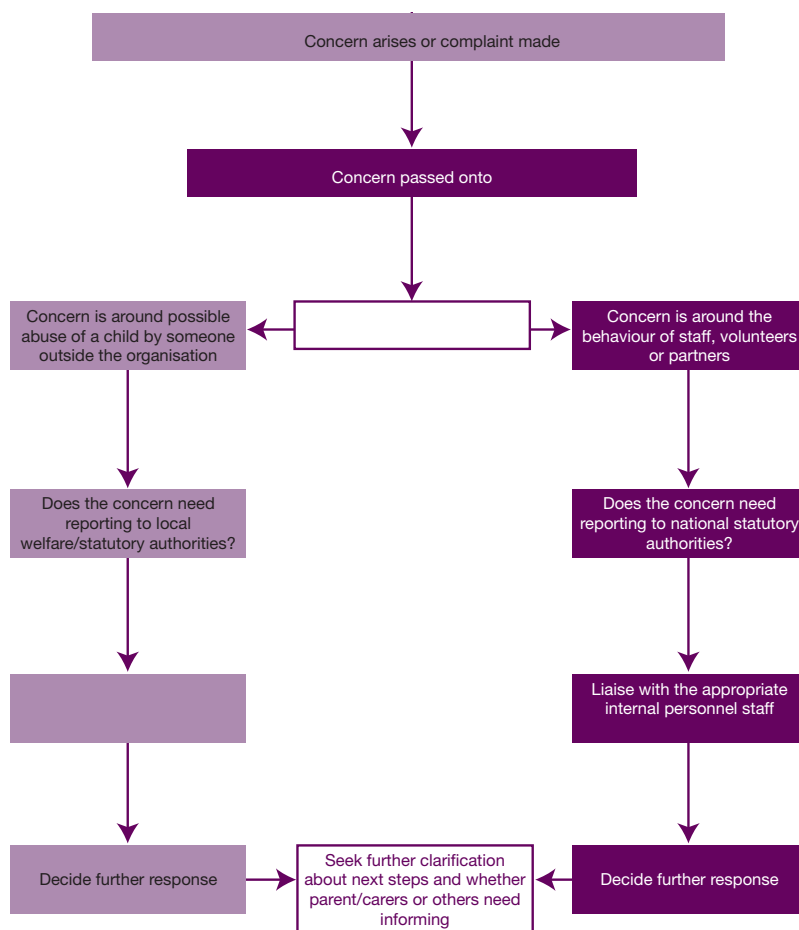 Concern arises or complaint made
Concern passed onto
Concern is around possible
abuse of a child by someone
outside the organisation
Concern is around the
behaviour of staff, volunteers
or partners
Does the concern need
reporting to local
welfare/statutory authorities?
Does the concern need
reporting to national statutory
authorities?
Liaise with the appropriate
internal personnel staff
Decide further response
Seek further clarification
about next steps and whether
parent/carers or others need
informing
Decide further response